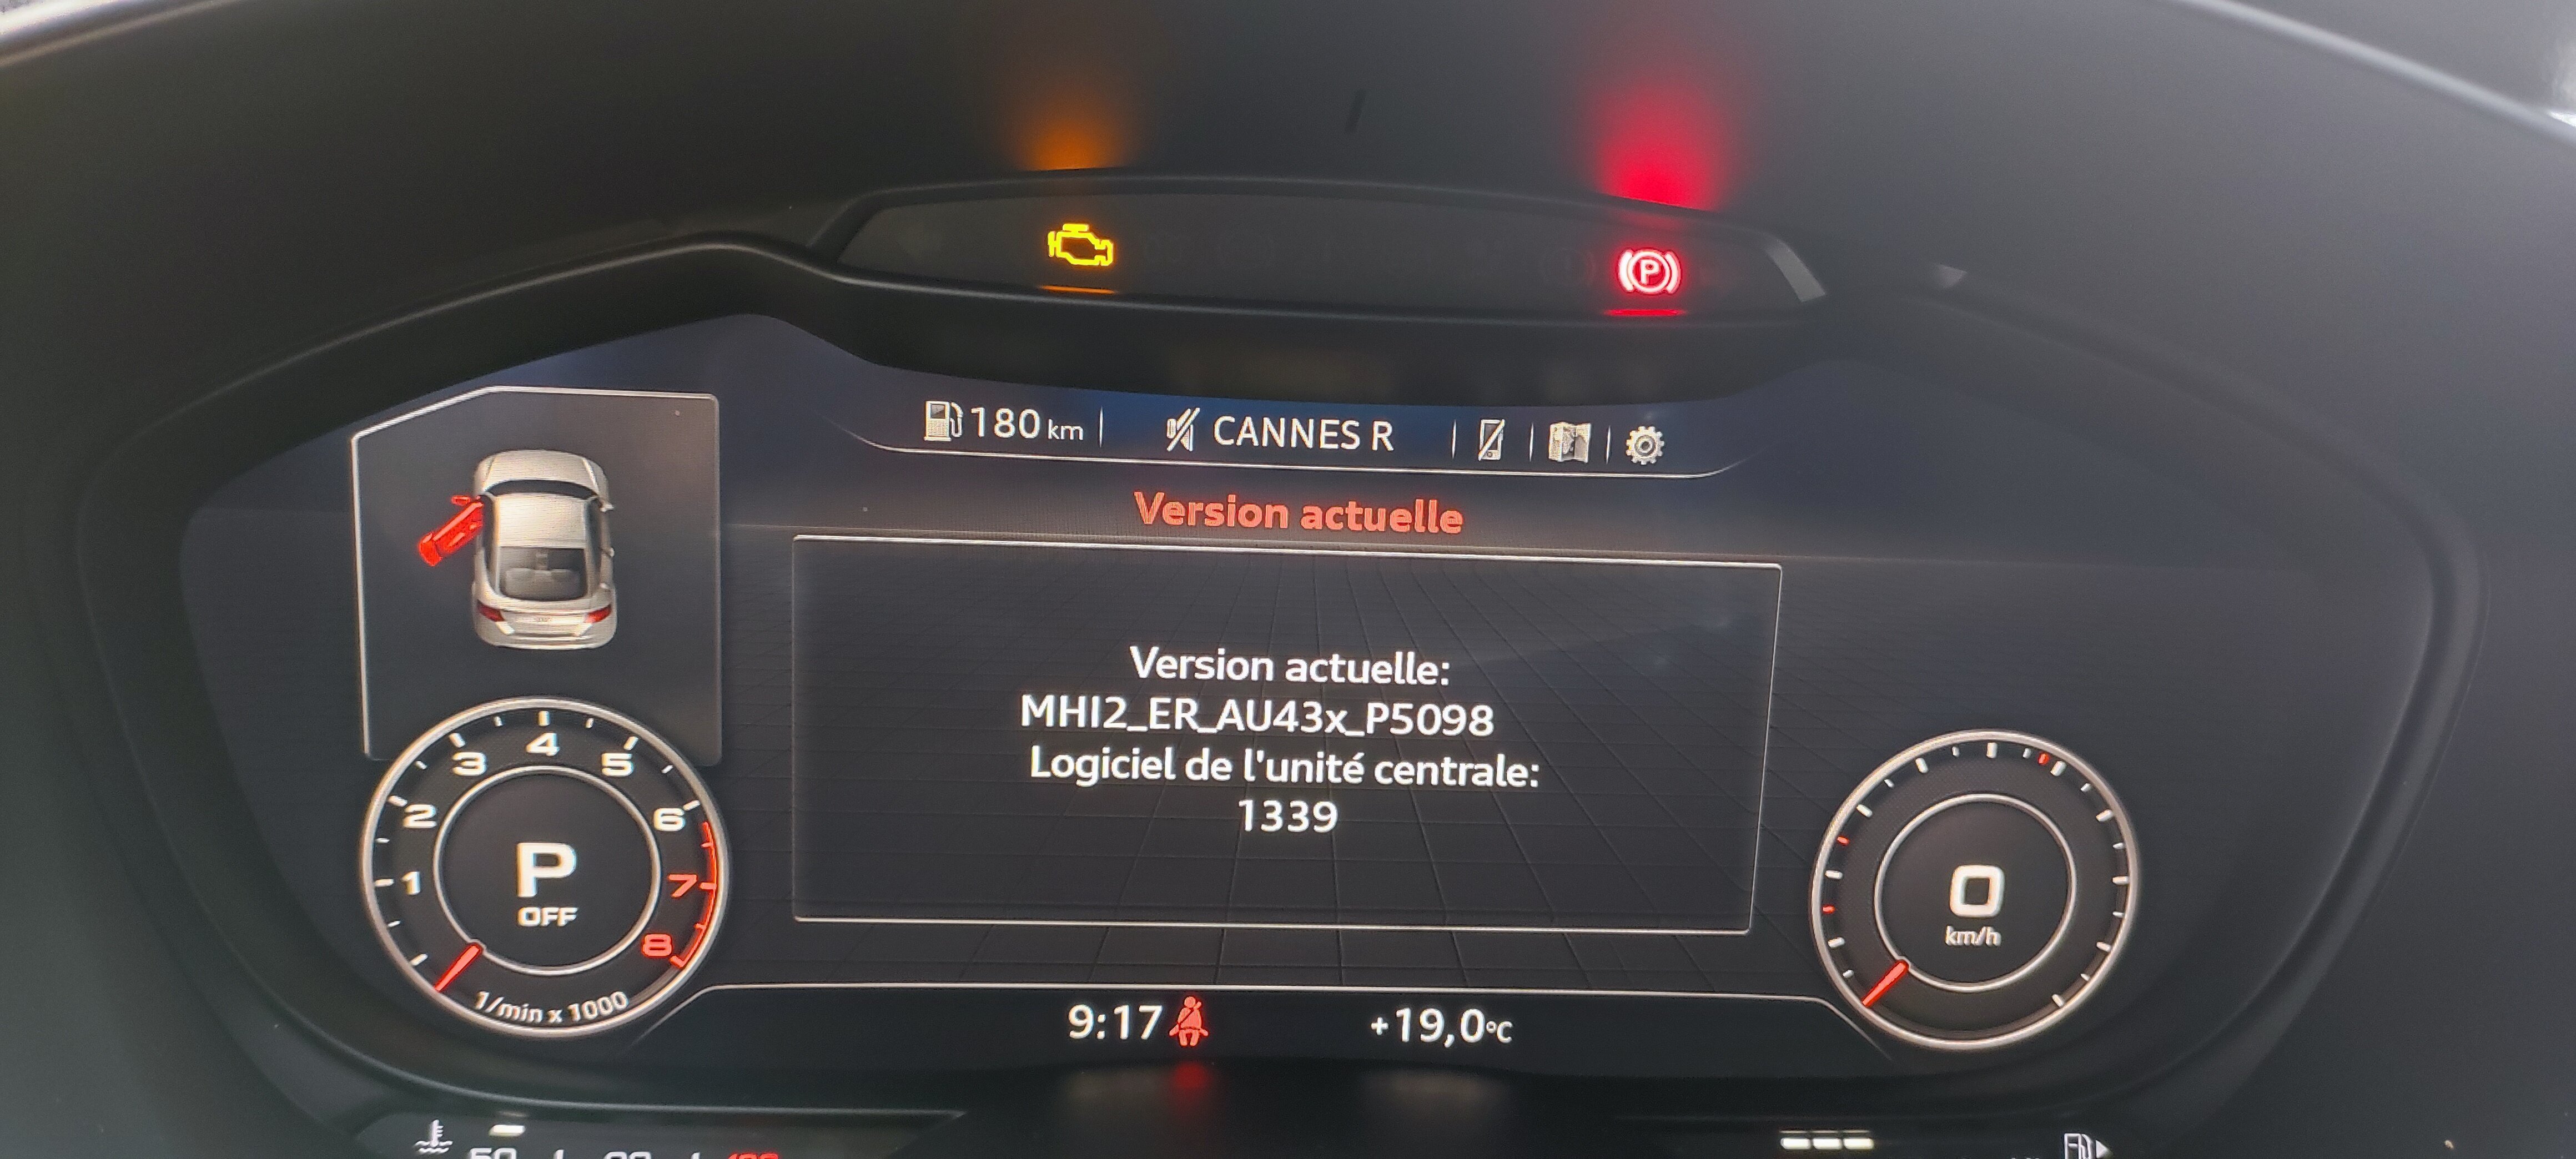 P
180 km
CANNES R
Version actuelle
Version actuelle:
MHI2_ER_AU43x_P5098
Logiciel de l'unité centrale:
1339
1 2 3 4 5 6 7 8
P
OFF
1/min x 1000
0
km/h
9:17
+19,0°C